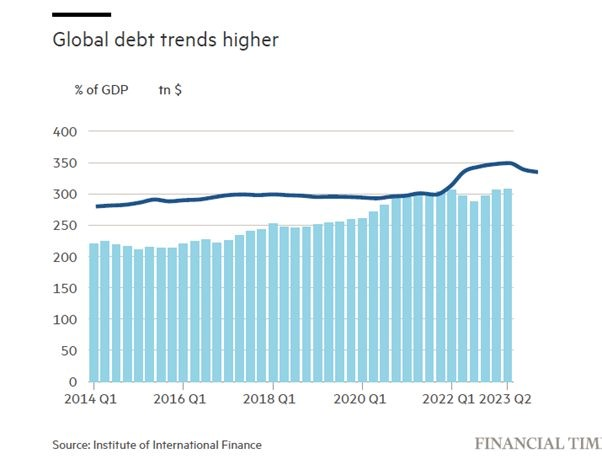 Global debt trends higher
% of GDP tn $
400
350
300
250
200
150
100
50
0
2014 Q1 2016 Q1 2018 Q1 2020 Q1 2022 Q1 2023 Q2
Source: Institute of International Finance
FINANCIAL TIM